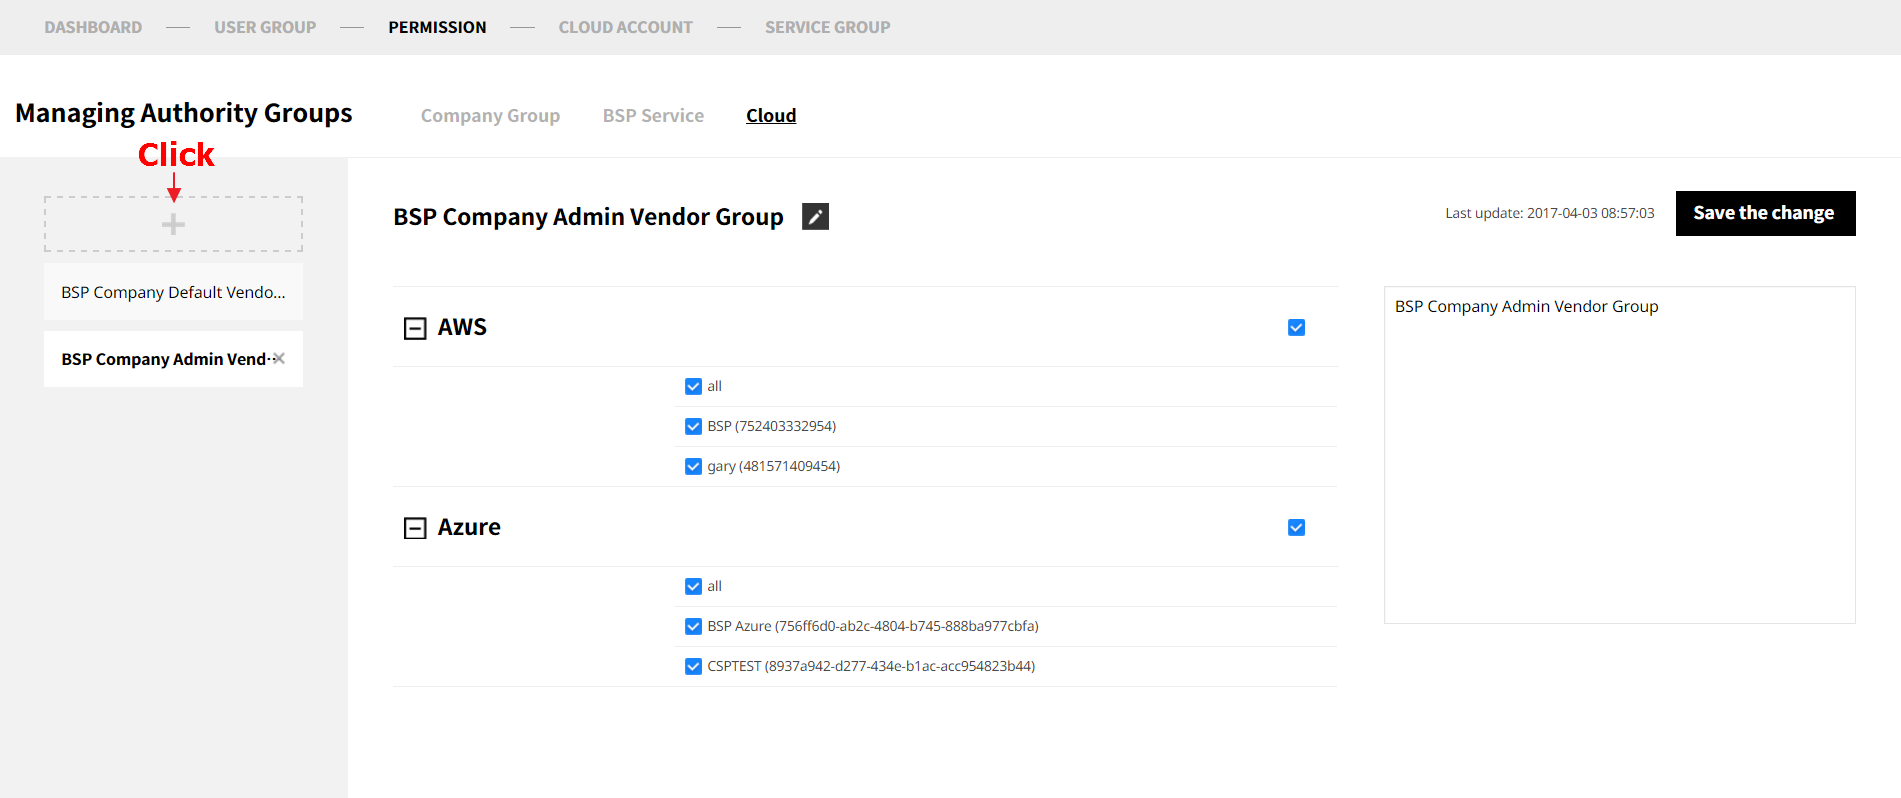 DASHBOARD — USER GROUP — PERMISSION — CLOUD ACCOUNT — SERVICE GROUP
Managing Authority Groups Company Group BSP Service Cloud
Click
BSP Company Admin Vendor Group Last update: 2017-04-03 08:57:03 Save the change
BSP Company Default Vendo...
BSP Company Admin Vend...
BSP Company Admin Vendor Group
AWS
all
BSP (752403332954)
gary (481571409454)
Azure
all
BSP Azure (756ff6d0-ab2c-4804-b745-888ba977cbfa)
CSPTEST (8937a942-d277-434e-b1ac-acc954823b44)